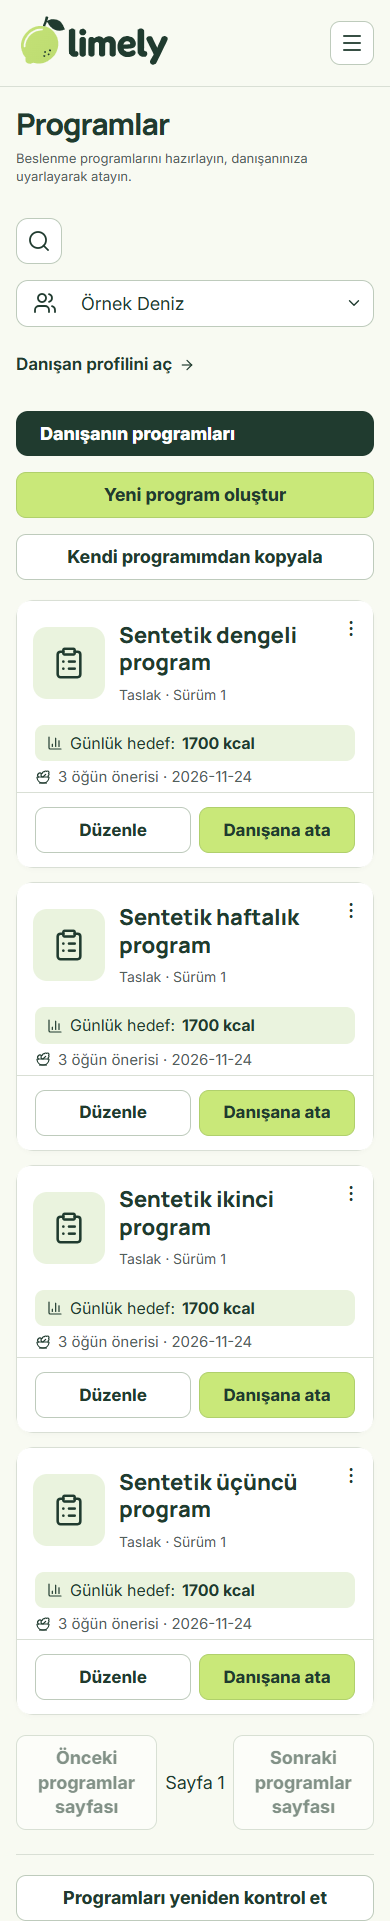 limely
Programlar
Beslenme programlarını hazırlayın, danışanınıza
uyarlayarak atayın.
Örnek Deniz
Danışan profilini aç →
Danışanın programları
Yeni program oluştur
Kendi programımdan kopyala
Sentetik dengeli
program
Taslak · Sürüm 1
Günlük hedef: 1700 kcal
3 öğün önerisi · 2026-11-24
Düzenle
Danışana ata
Sentetik haftalık
program
Taslak · Sürüm 1
Günlük hedef: 1700 kcal
3 öğün önerisi · 2026-11-24
Düzenle
Danışana ata
Sentetik ikinci
program
Taslak · Sürüm 1
Günlük hedef: 1700 kcal
3 öğün önerisi · 2026-11-24
Düzenle
Danışana ata
Sentetik üçüncü
program
Taslak · Sürüm 1
Günlük hedef: 1700 kcal
3 öğün önerisi · 2026-11-24
Düzenle
Danışana ata
Önceki
programlar
sayfası
Sayfa 1
Sonraki
programlar
sayfası
Programları yeniden kontrol et